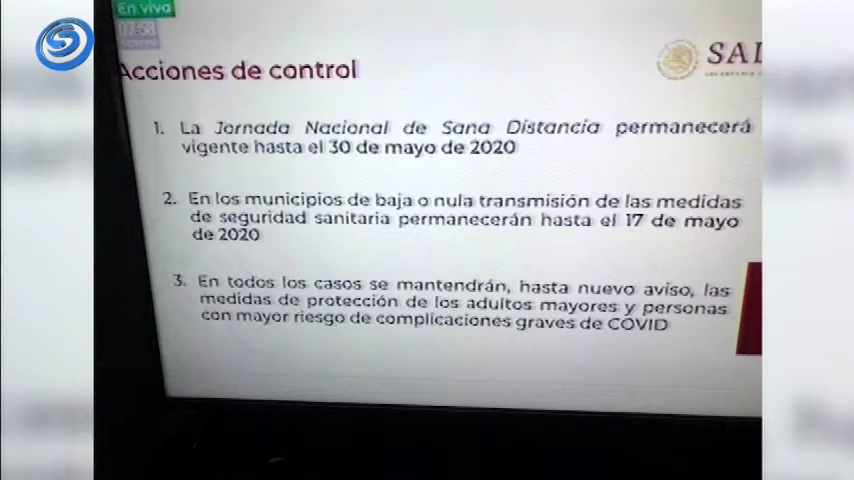 En vivo
07:58
Acciones de control
SAL
1. La Jornada Nacional de Sana Distancia permanecerá
vigente hasta el 30 de mayo de 2020
2. En los municipios de baja o nula transmisión de las medidas
de seguridad sanitaria permanecerán hasta el 17 de mayo
de 2020
3. En todos los casos se mantendrán, hasta nuevo aviso, las
medidas de protección de los adultos mayores y personas
con mayor riesgo de complicaciones graves de COVID